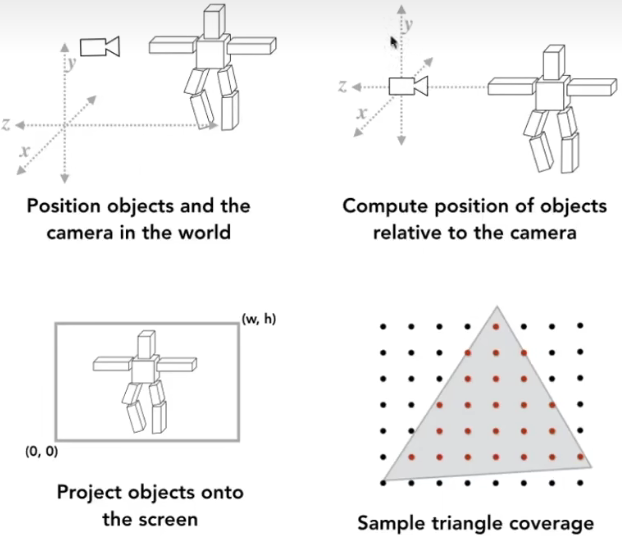 y
z
x
Position objects and the
camera in the world
y
z
x
Compute position of objects
relative to the camera
(w, h)
(0, 0)
Project objects onto
the screen
Sample triangle coverage